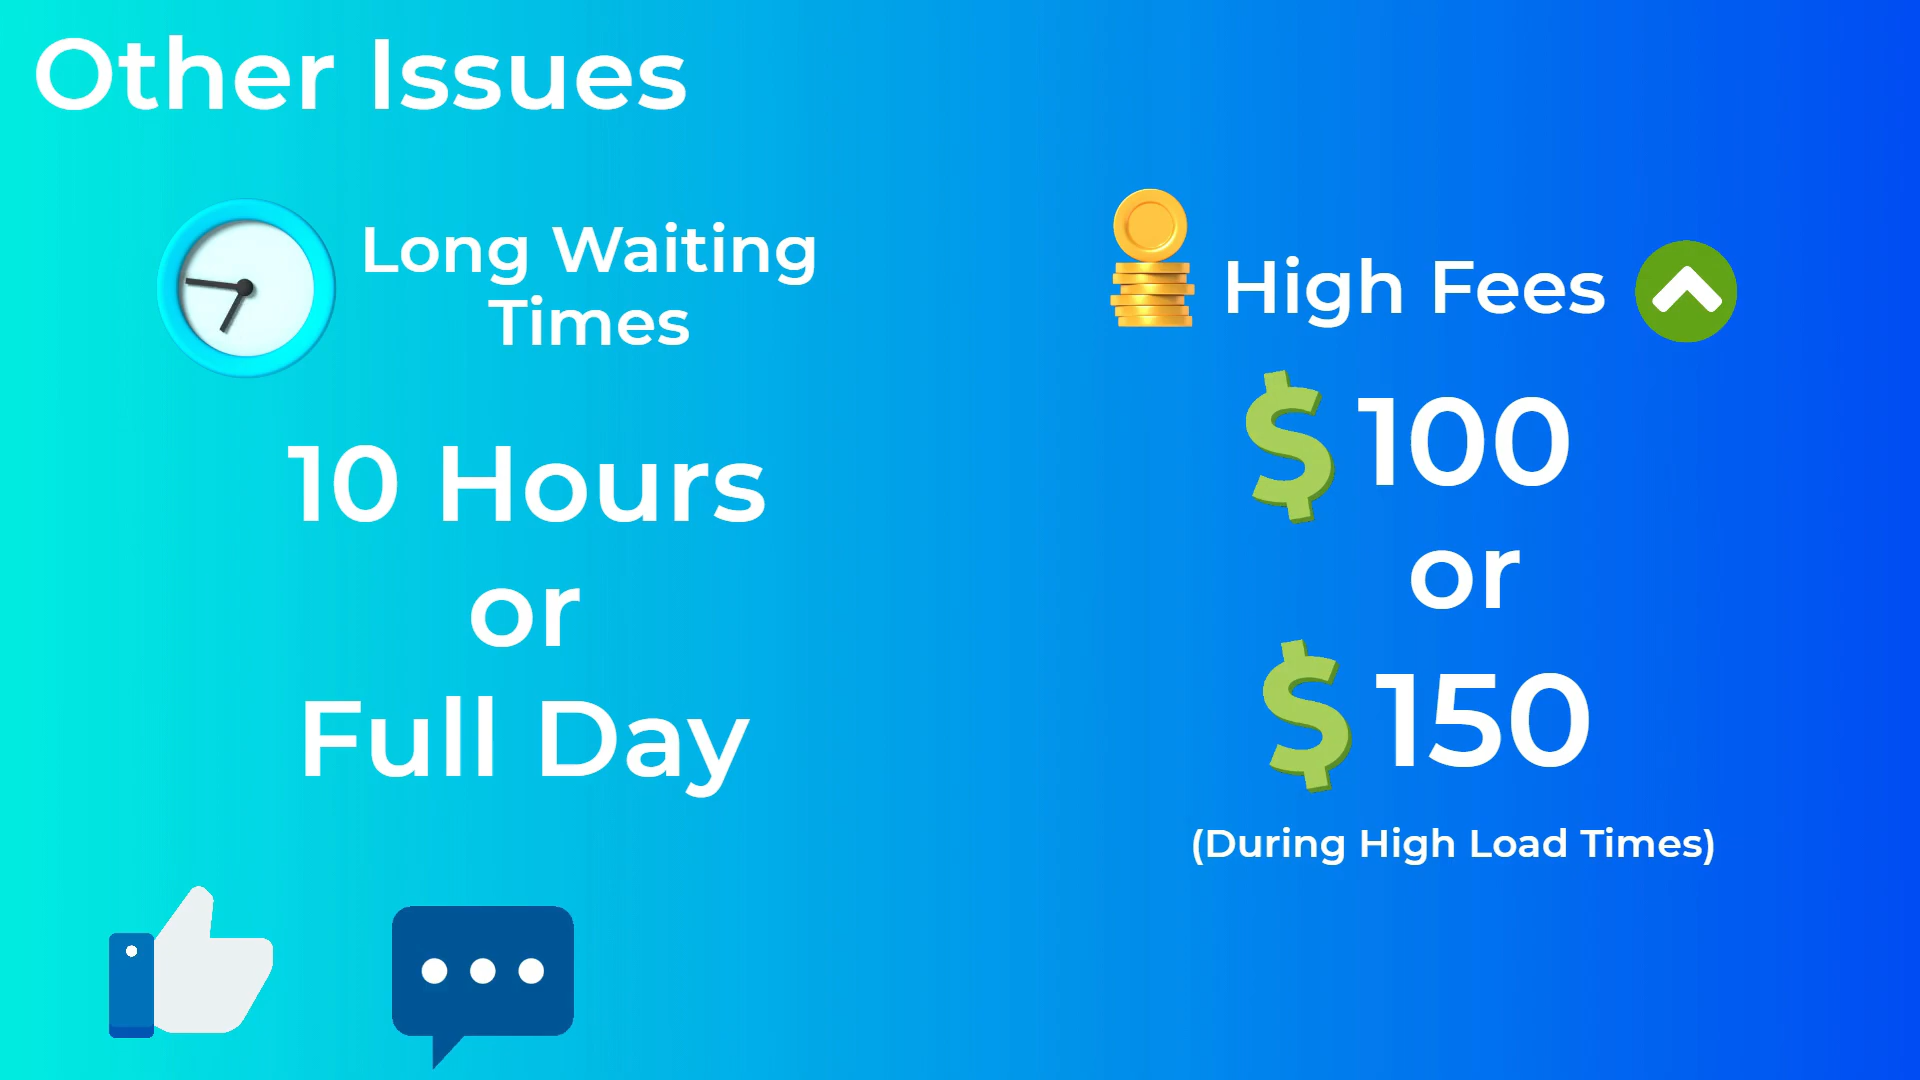 Other Issues
Long Waiting
Times
10 Hours
or
Full Day
High Fees
$100
or
$150
(During High Load Times)